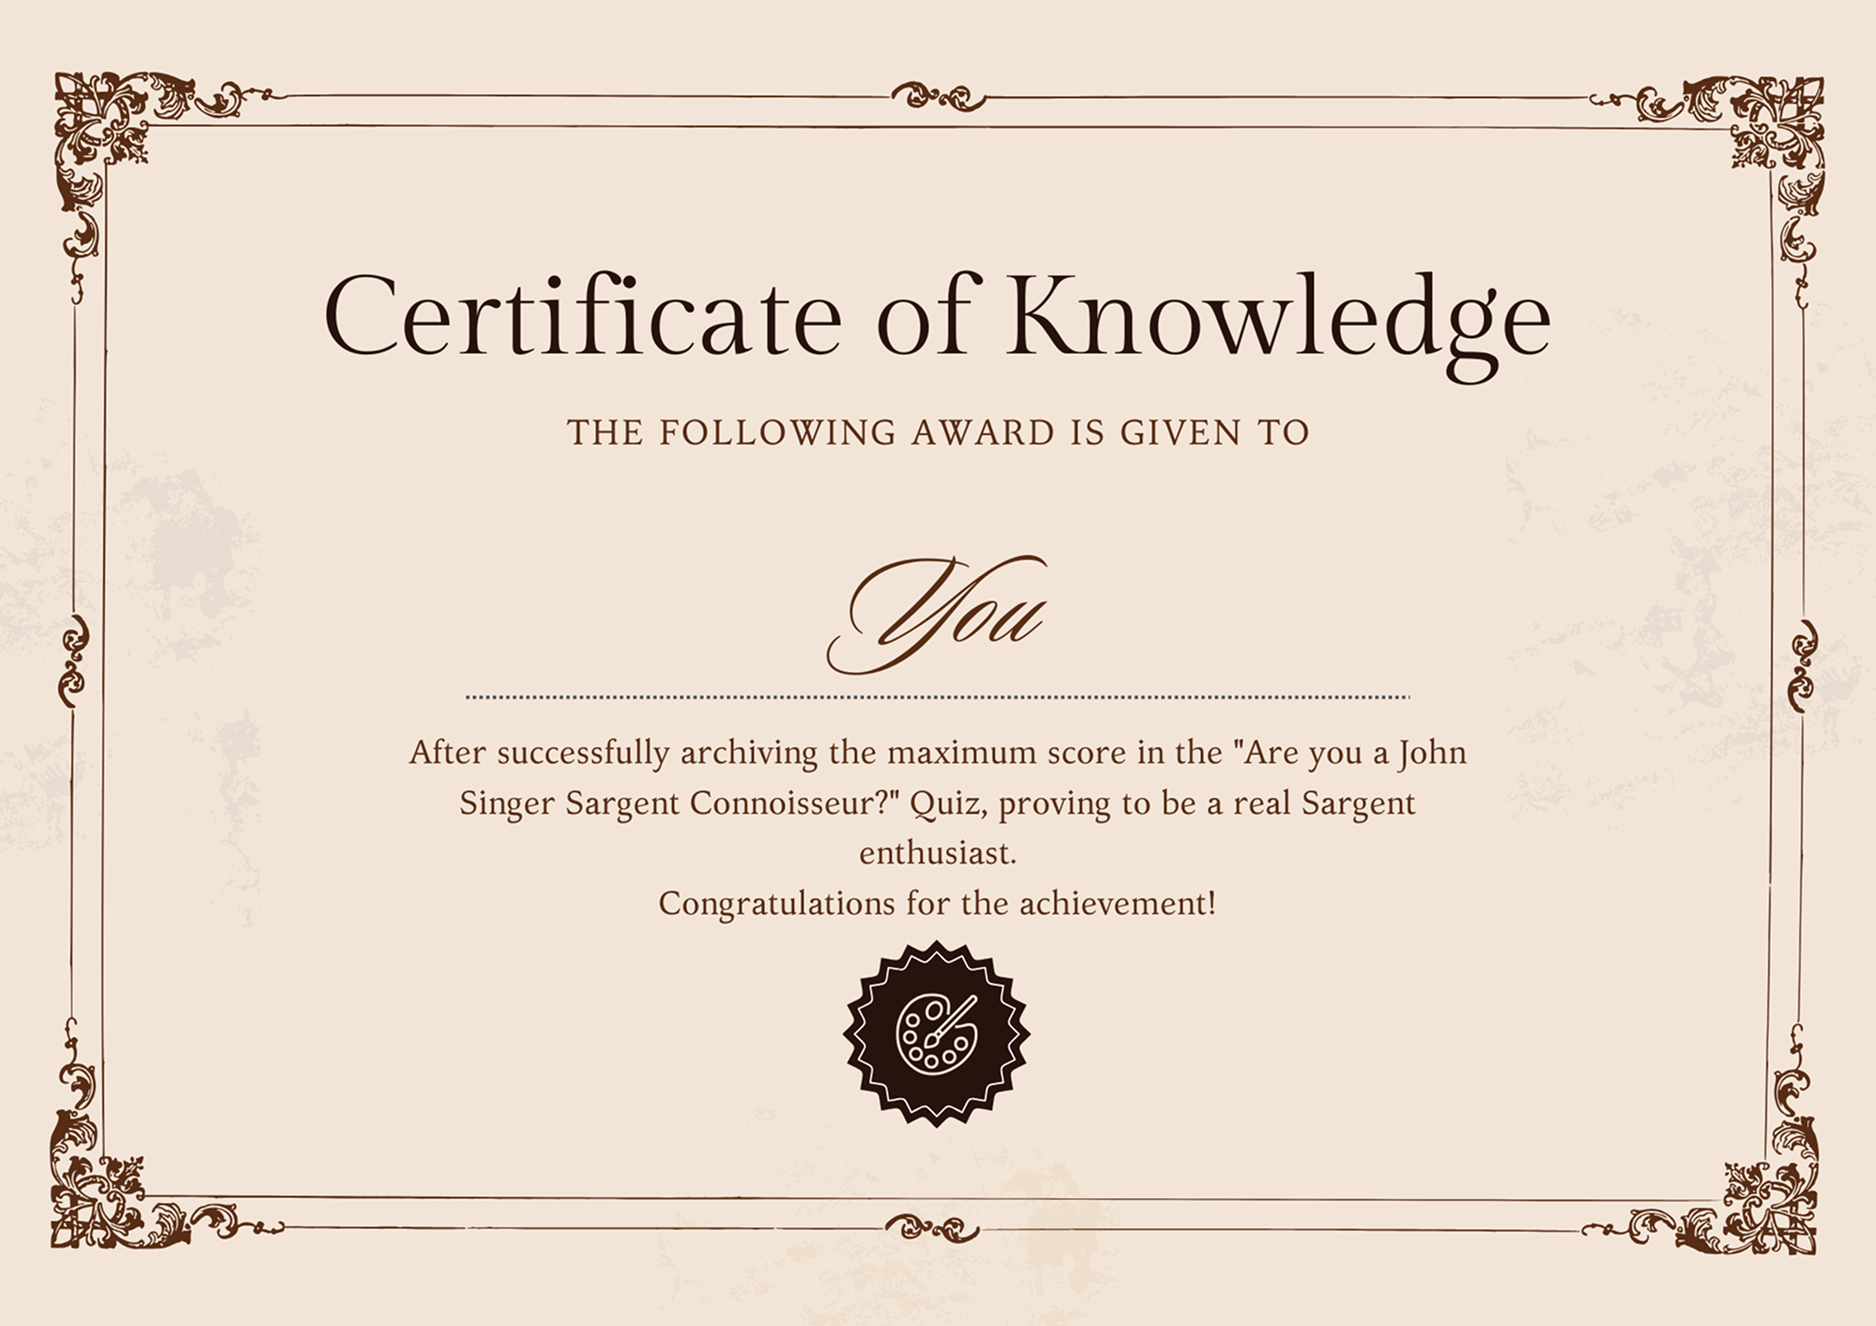 Certificate of Knowledge
THE FOLLOWING AWARD IS GIVEN TO
You
After successfully archiving the maximum score in the "Are you a John
Singer Sargent Connoisseur?" Quiz, proving to be a real Sargent
enthusiast.
Congratulations for the achievement!